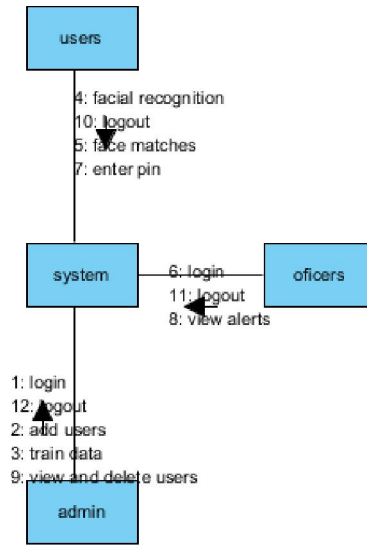 users
4: facial recognition
10: logout
5: face matches
7: enter pin
system
6: login
11: logout
8: view alerts
oficers
1: login
12: logout
2: add users
3: train data
9: view and delete users
admin